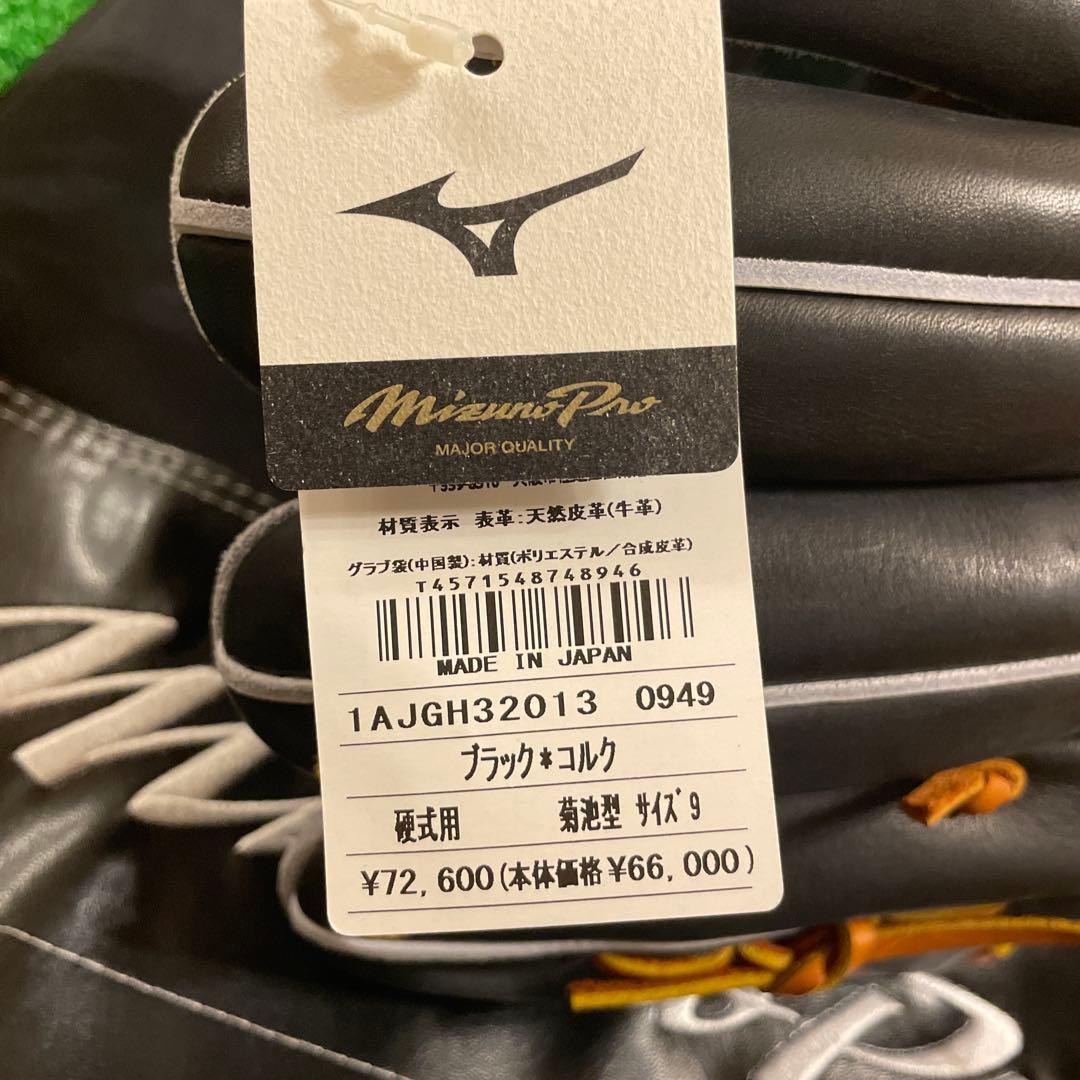 Mizuno Pro
MAJOR QUALITY
材質表示 表革:天然皮革(牛革)
グラブ袋(中国製):材質(ポリエステル/合成皮革)
T4571548748946
MADE IN JAPAN
1AJGH32013 0949
ブラック*コルク
硬式用 菊池型 サイズ9
¥72,600(本体価格¥66,000)